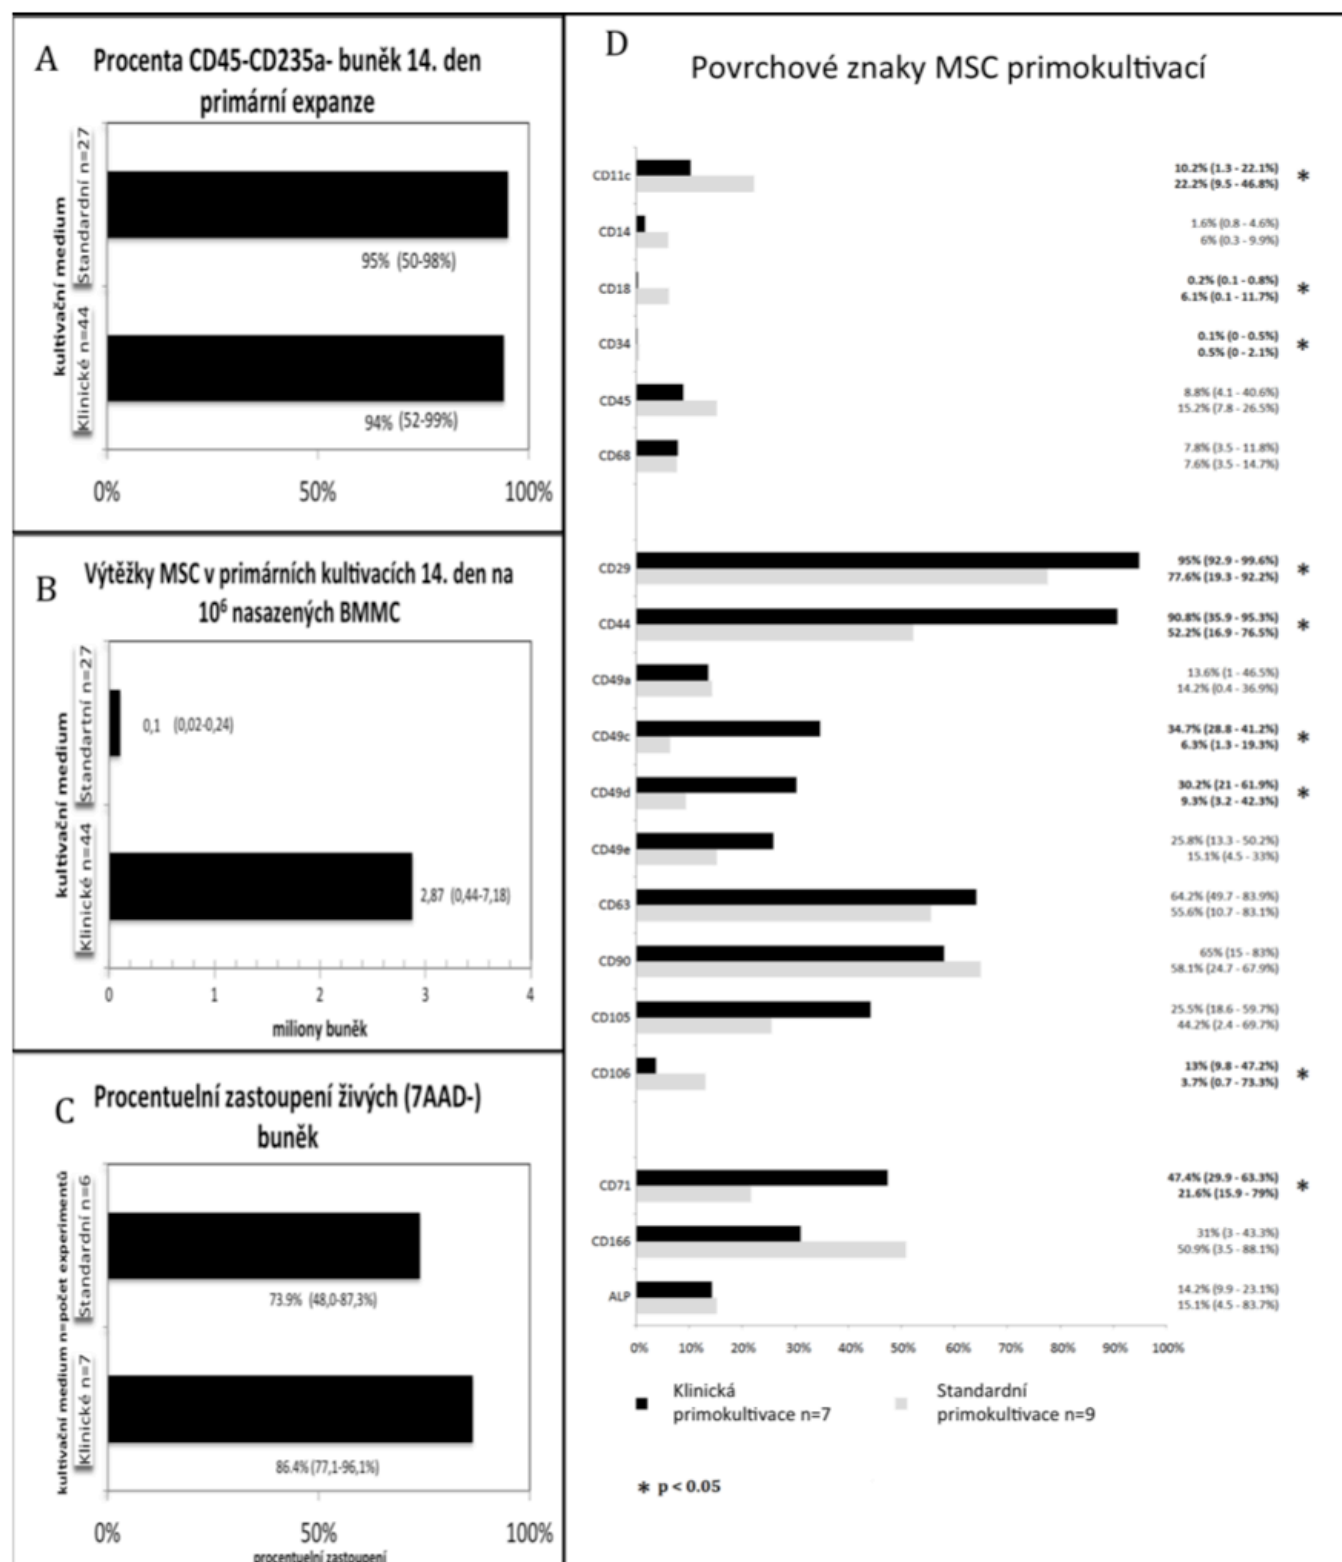 A
Procenta CD45-CD235a- buněk 14. den
primární expanze
kultivační medium
Standardní n=27
Klinické n=44
95% (50-98%)
94% (52-99%)
0% 50% 100%
B
Výtěžky MSC v primárních kultivacích 14. den na
10⁶ nasazených BMMC
kultivační medium
Standartní n=27
Klinické n=44
0,1 (0,02-0,24)
2,87 (0,44-7,18)
0 1 2 3 4
miliony buněk
C
Procentuelní zastoupení živých (7AAD-)
buněk
kultivační medium n=počet experimentů
Standardní n=6
Klinické n=7
73.9% (48,0-87,3%)
86.4% (77,1-96,1%)
0% 50% 100%
procentuelní zastoupení
D
Povrchové znaky MSC primokultivací
CD11c
10.2% (1.3 - 22.1%)
22.2% (9.5 - 46.8%)
*
CD14
1.6% (0.8 - 4.6%)
6% (0.3 - 9.9%)
CD18
0.2% (0.1 - 0.8%)
6.1% (0.1 - 11.7%)
*
CD34
0.1% (0 - 0.5%)
0.5% (0 - 2.1%)
*
CD45
8.8% (4.1 - 40.6%)
15.2% (7.8 - 26.5%)
CD68
7.8% (3.5 - 11.8%)
7.6% (3.5 - 14.7%)
CD29
95% (92.9 - 99.6%)
77.6% (19.3 - 92.2%)
*
CD44
90.8% (35.9 - 95.3%)
52.2% (16.9 - 76.5%)
*
CD49a
13.6% (1 - 46.5%)
14.2% (0.4 - 36.9%)
CD49c
34.7% (28.8 - 41.2%)
6.3% (1.3 - 19.3%)
*
CD49d
30.2% (21 - 61.9%)
9.3% (3.2 - 42.3%)
*
CD49e
25.8% (13.3 - 50.2%)
15.1% (4.5 - 33%)
CD63
64.2% (49.7 - 83.9%)
55.6% (10.7 - 83.1%)
CD90
65% (15 - 83%)
58.1% (24.7 - 67.9%)
CD105
25.5% (18.6 - 59.7%)
44.2% (2.4 - 69.7%)
CD106
13% (9.8 - 47.2%)
3.7% (0.7 - 73.3%)
*
CD71
47.4% (29.9 - 63.3%)
21.6% (15.9 - 79%)
*
CD166
31% (3 - 43.3%)
50.9% (3.5 - 88.1%)
ALP
14.2% (9.9 - 23.1%)
15.1% (4.5 - 83.7%)
0% 10% 20% 30% 40% 50% 60% 70% 80% 90% 100%
Klinická
primokultivace n=7
Standardní
primokultivace n=9
* p < 0.05